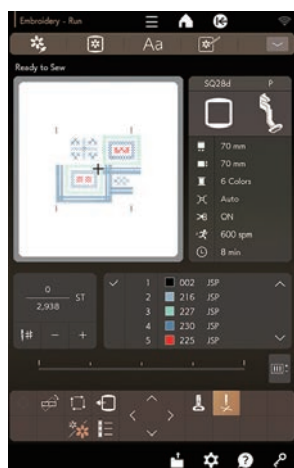 Embroidery - Run
Aa
Ready to Sew
SQ28d P
70 mm
70 mm
6 Colors
Auto
ON
600 spm
8 min
0
2,938
ST
1 002 JSP
2 216 JSP
3 227 JSP
4 230 JSP
5 225 JSP
# - +
?